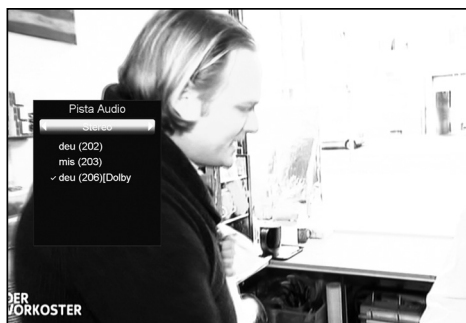 Pista Audio
Stereo
deu (202)
mis (203)
deu (206)[Dolby
DER
VORKOSTER